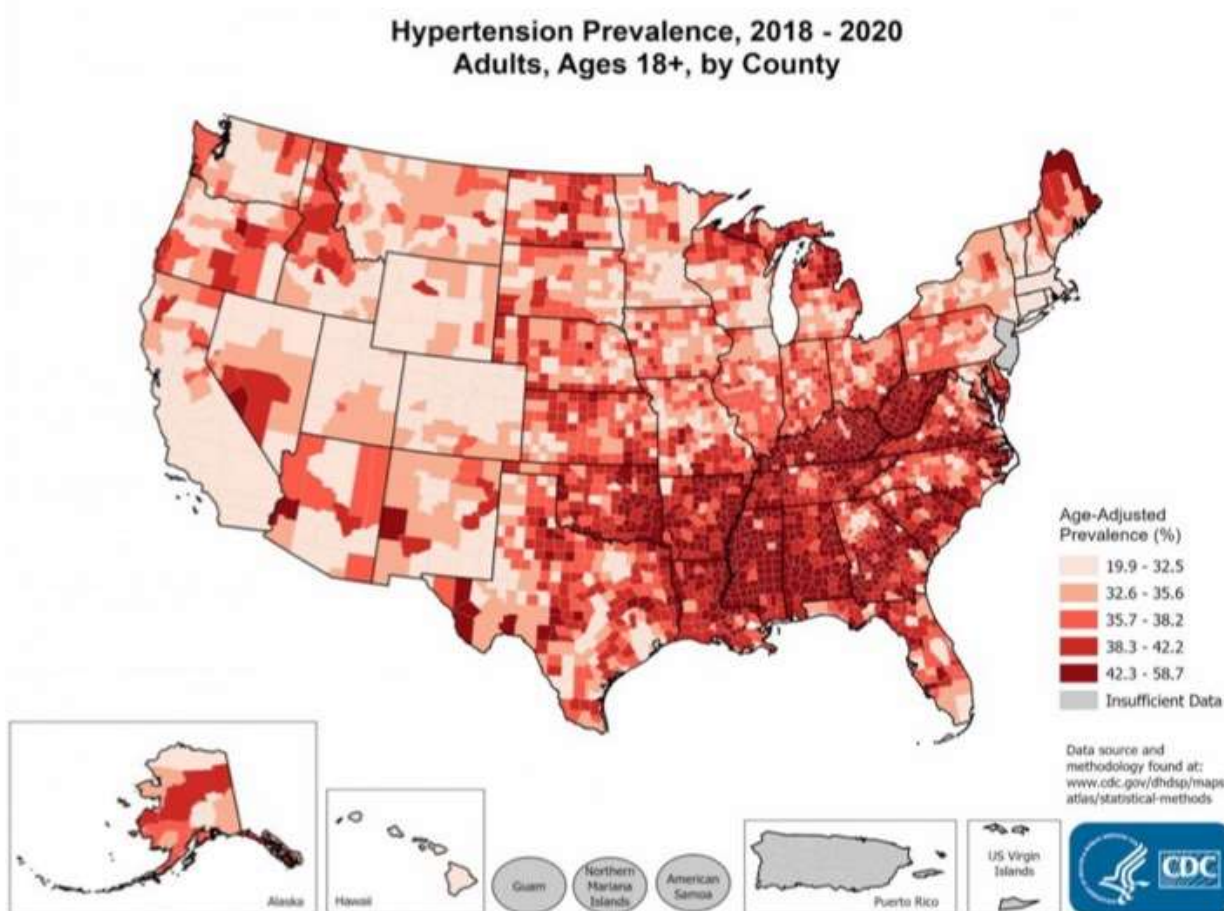 Hypertension Prevalence, 2018 - 2020
Adults, Ages 18+, by County
Age-Adjusted
Prevalence (%)
19.9 - 32.5
32.6 - 35.6
35.7 - 38.2
38.3 - 42.2
42.3 - 58.7
Insufficient Data
Data source and
methodology found at:
www.cdc.gov/dhdsp/maps
atlas/statistical-methods
Alaska
Hawaii
Guam
Northern
Mariana
Islands
American
Samoa
Puerto Rico
US Virgin
Islands
CDC